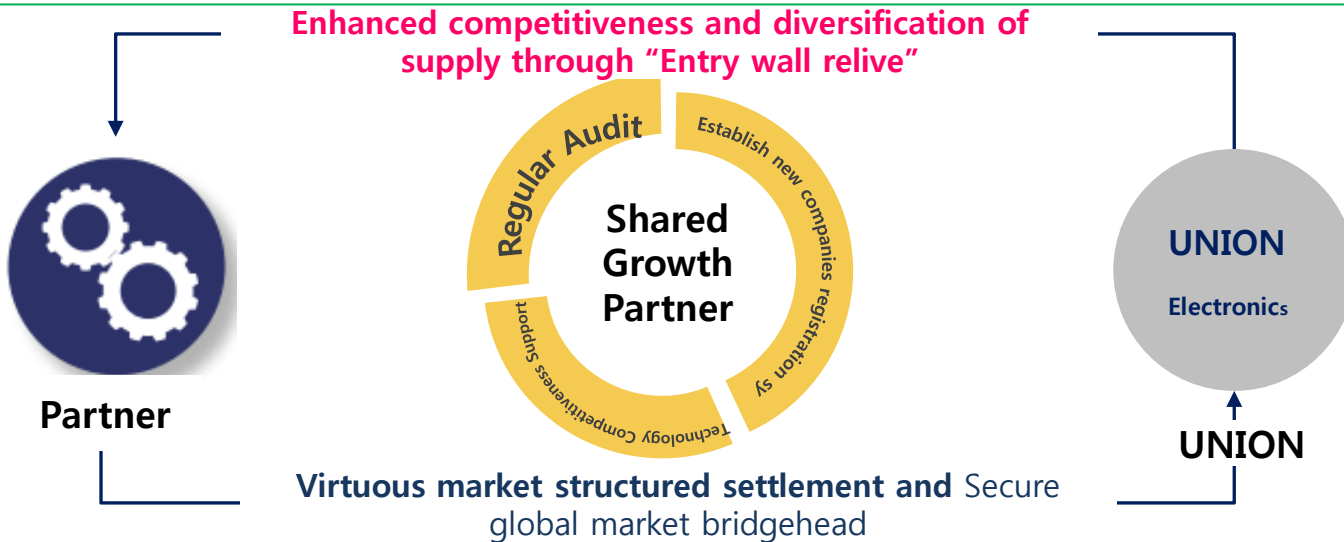 Enhanced competitiveness and diversification of
supply through “Entry wall relive”
Regular Audit
Establish new companies registration sy
Technology Competitiveness Support
Shared
Growth
Partner
UNION
Electronics
Partner
UNION
Virtuous market structured settlement and Secure
global market bridgehead